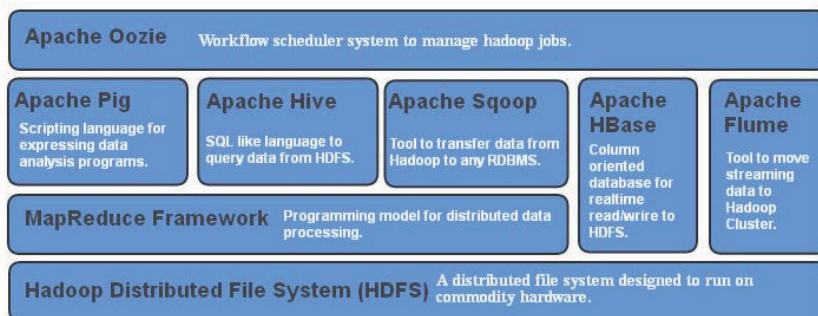 Apache Oozie Workflow scheduler system to manage hadoop jobs.
Apache Pig
Scripting language for
expressing data
analysis programs.
Apache Hive
SQL like language to
query data from HDFS.
Apache Sqoop
Tool to transfer data from
Hadoop to any RDBMS.
Apache
HBase
Column
oriented
database for
realtime
read/wrire to
HDFS.
Apache
Flume
Tool to move
streaming
data to
Hadoop
Cluster.
MapReduce Framework Programming model for distributed data
processing.
Hadoop Distributed File System (HDFS) A distributed file system designed to run on
commodity hardware.